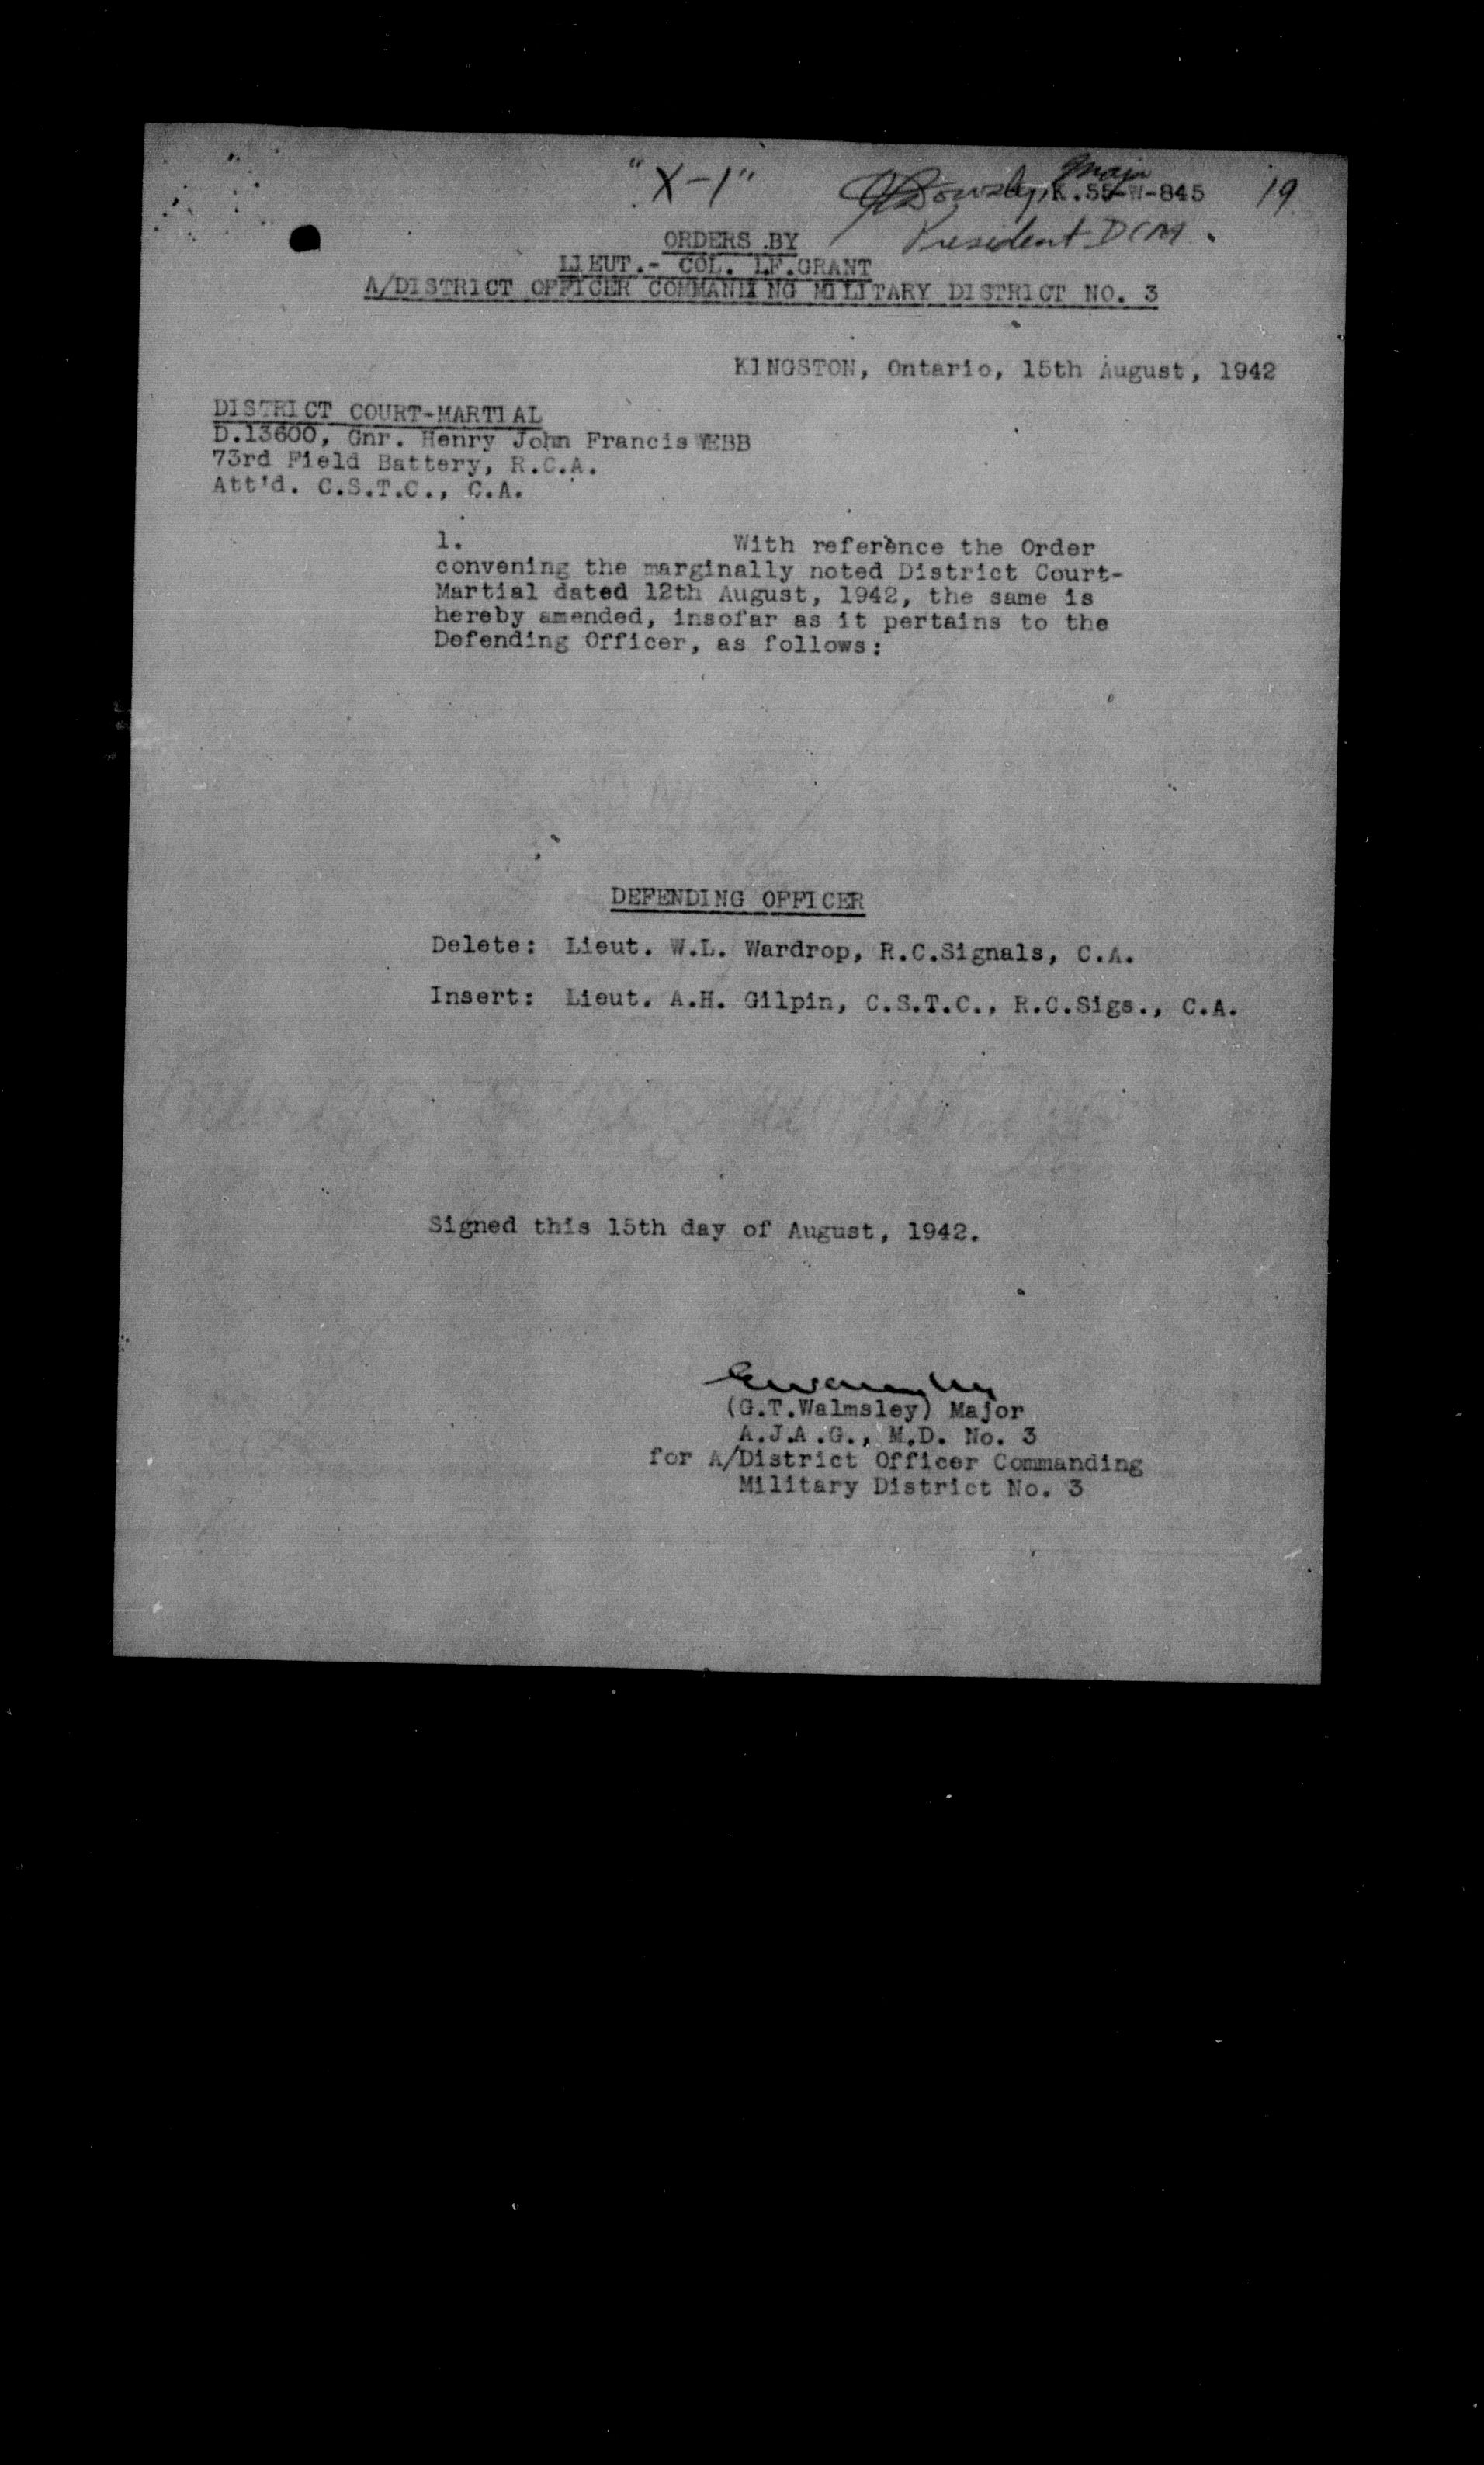 "X-1"
K.55-W-845
19
President DCM.
ORDERS BY
LIEUT.- COL. LF.GRANT
A/DISTRICT OFFICER COMMANDING MILITARY DISTRICT NO. 3
KINGSTON, Ontario, 15th August, 1942
DISTRICT COURT-MARTIAL
D.13600, Gnr. Henry John Francis WEBB
73rd Field Battery, R.C.A.
Att'd. C.S.T.C., C.A.
1. With reference the Order
convening the marginally noted District Court-
Martial dated 12th August, 1942, the same is
hereby amended, insofar as it pertains to the
Defending Officer, as follows:
DEFENDING OFFICER
Delete: Lieut. W.L. Wardrop, R.C.Signals, C.A.
Insert: Lieut. A.H. Gilpin, C.S.T.C., R.C.Sigs., C.A.
Signed this 15th day of August, 1942.
(G.T.Walmsley) Major
A.J.A.G., M.D. No. 3
for A/District Officer Commanding
Military District No. 3